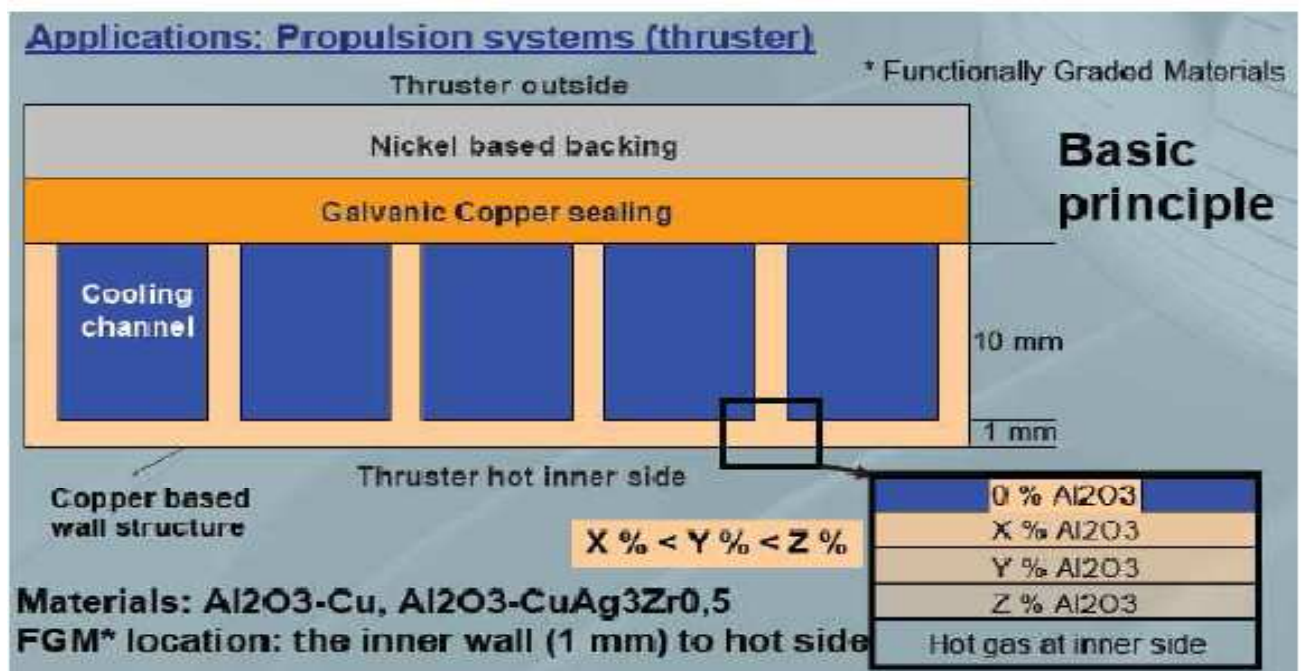 Applications: Propulsion systems (thruster)
* Functionally Graded Materials
Thruster outside
Nickel based backing
Basic
principle
Galvanic Copper sealing
Cooling
channel
10 mm
1 mm
Thruster hot inner side
Copper based
wall structure
X % < Y % < Z %
0 % Al2O3
X % Al2O3
Y % Al2O3
Z % Al2O3
Hot gas at inner side
Materials: Al2O3-Cu, Al2O3-CuAg3Zr0,5
FGM* location: the inner wall (1 mm) to hot side